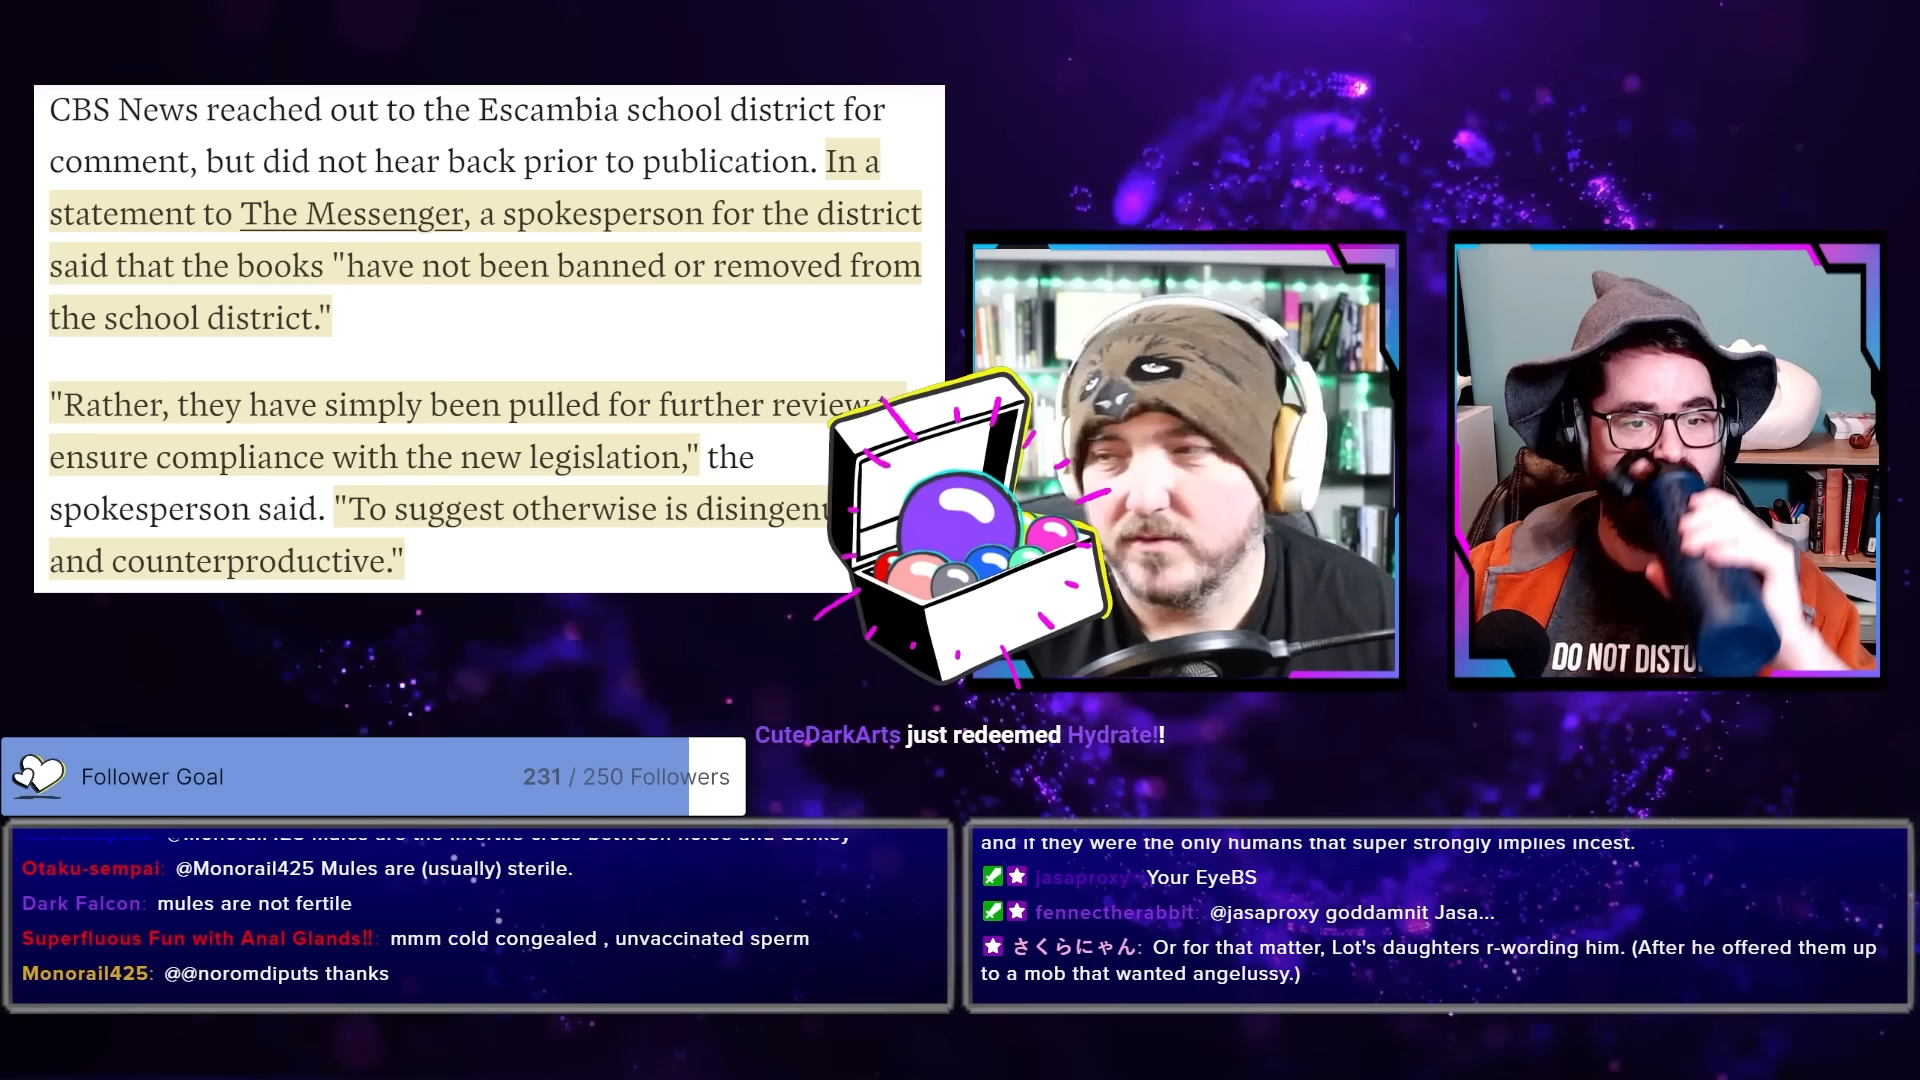 CBS News reached out to the Escambia school district for
comment, but did not hear back prior to publication. In a
statement to The Messenger, a spokesperson for the district
said that the books "have not been banned or removed from
the school district."
"Rather, they have simply been pulled for further review
ensure compliance with the new legislation," the
spokesperson said. "To suggest otherwise is
and counterproductive."
DO NOT
CuteDarkArts just redeemed Hydrate!!
Follower Goal
231 / 250 Followers
Otaku-sempai: @Monorail425 Mules are (usually) sterile.
Dark Falcon: mules are not fertile
Superfluous Fun with Anal Glands!!: mmm cold congealed , unvaccinated sperm
Monorail425: @@noromdiputs thanks
and if they were the only humans that super strongly implies incest.
jasaproxy: Your EyeBS
fennectherabbit: @jasaproxy goddamnit Jasa...
さくらにゃん: Or for that matter, Lot's daughters r-wording him. (After he offered them up
to a mob that wanted angelussy.)